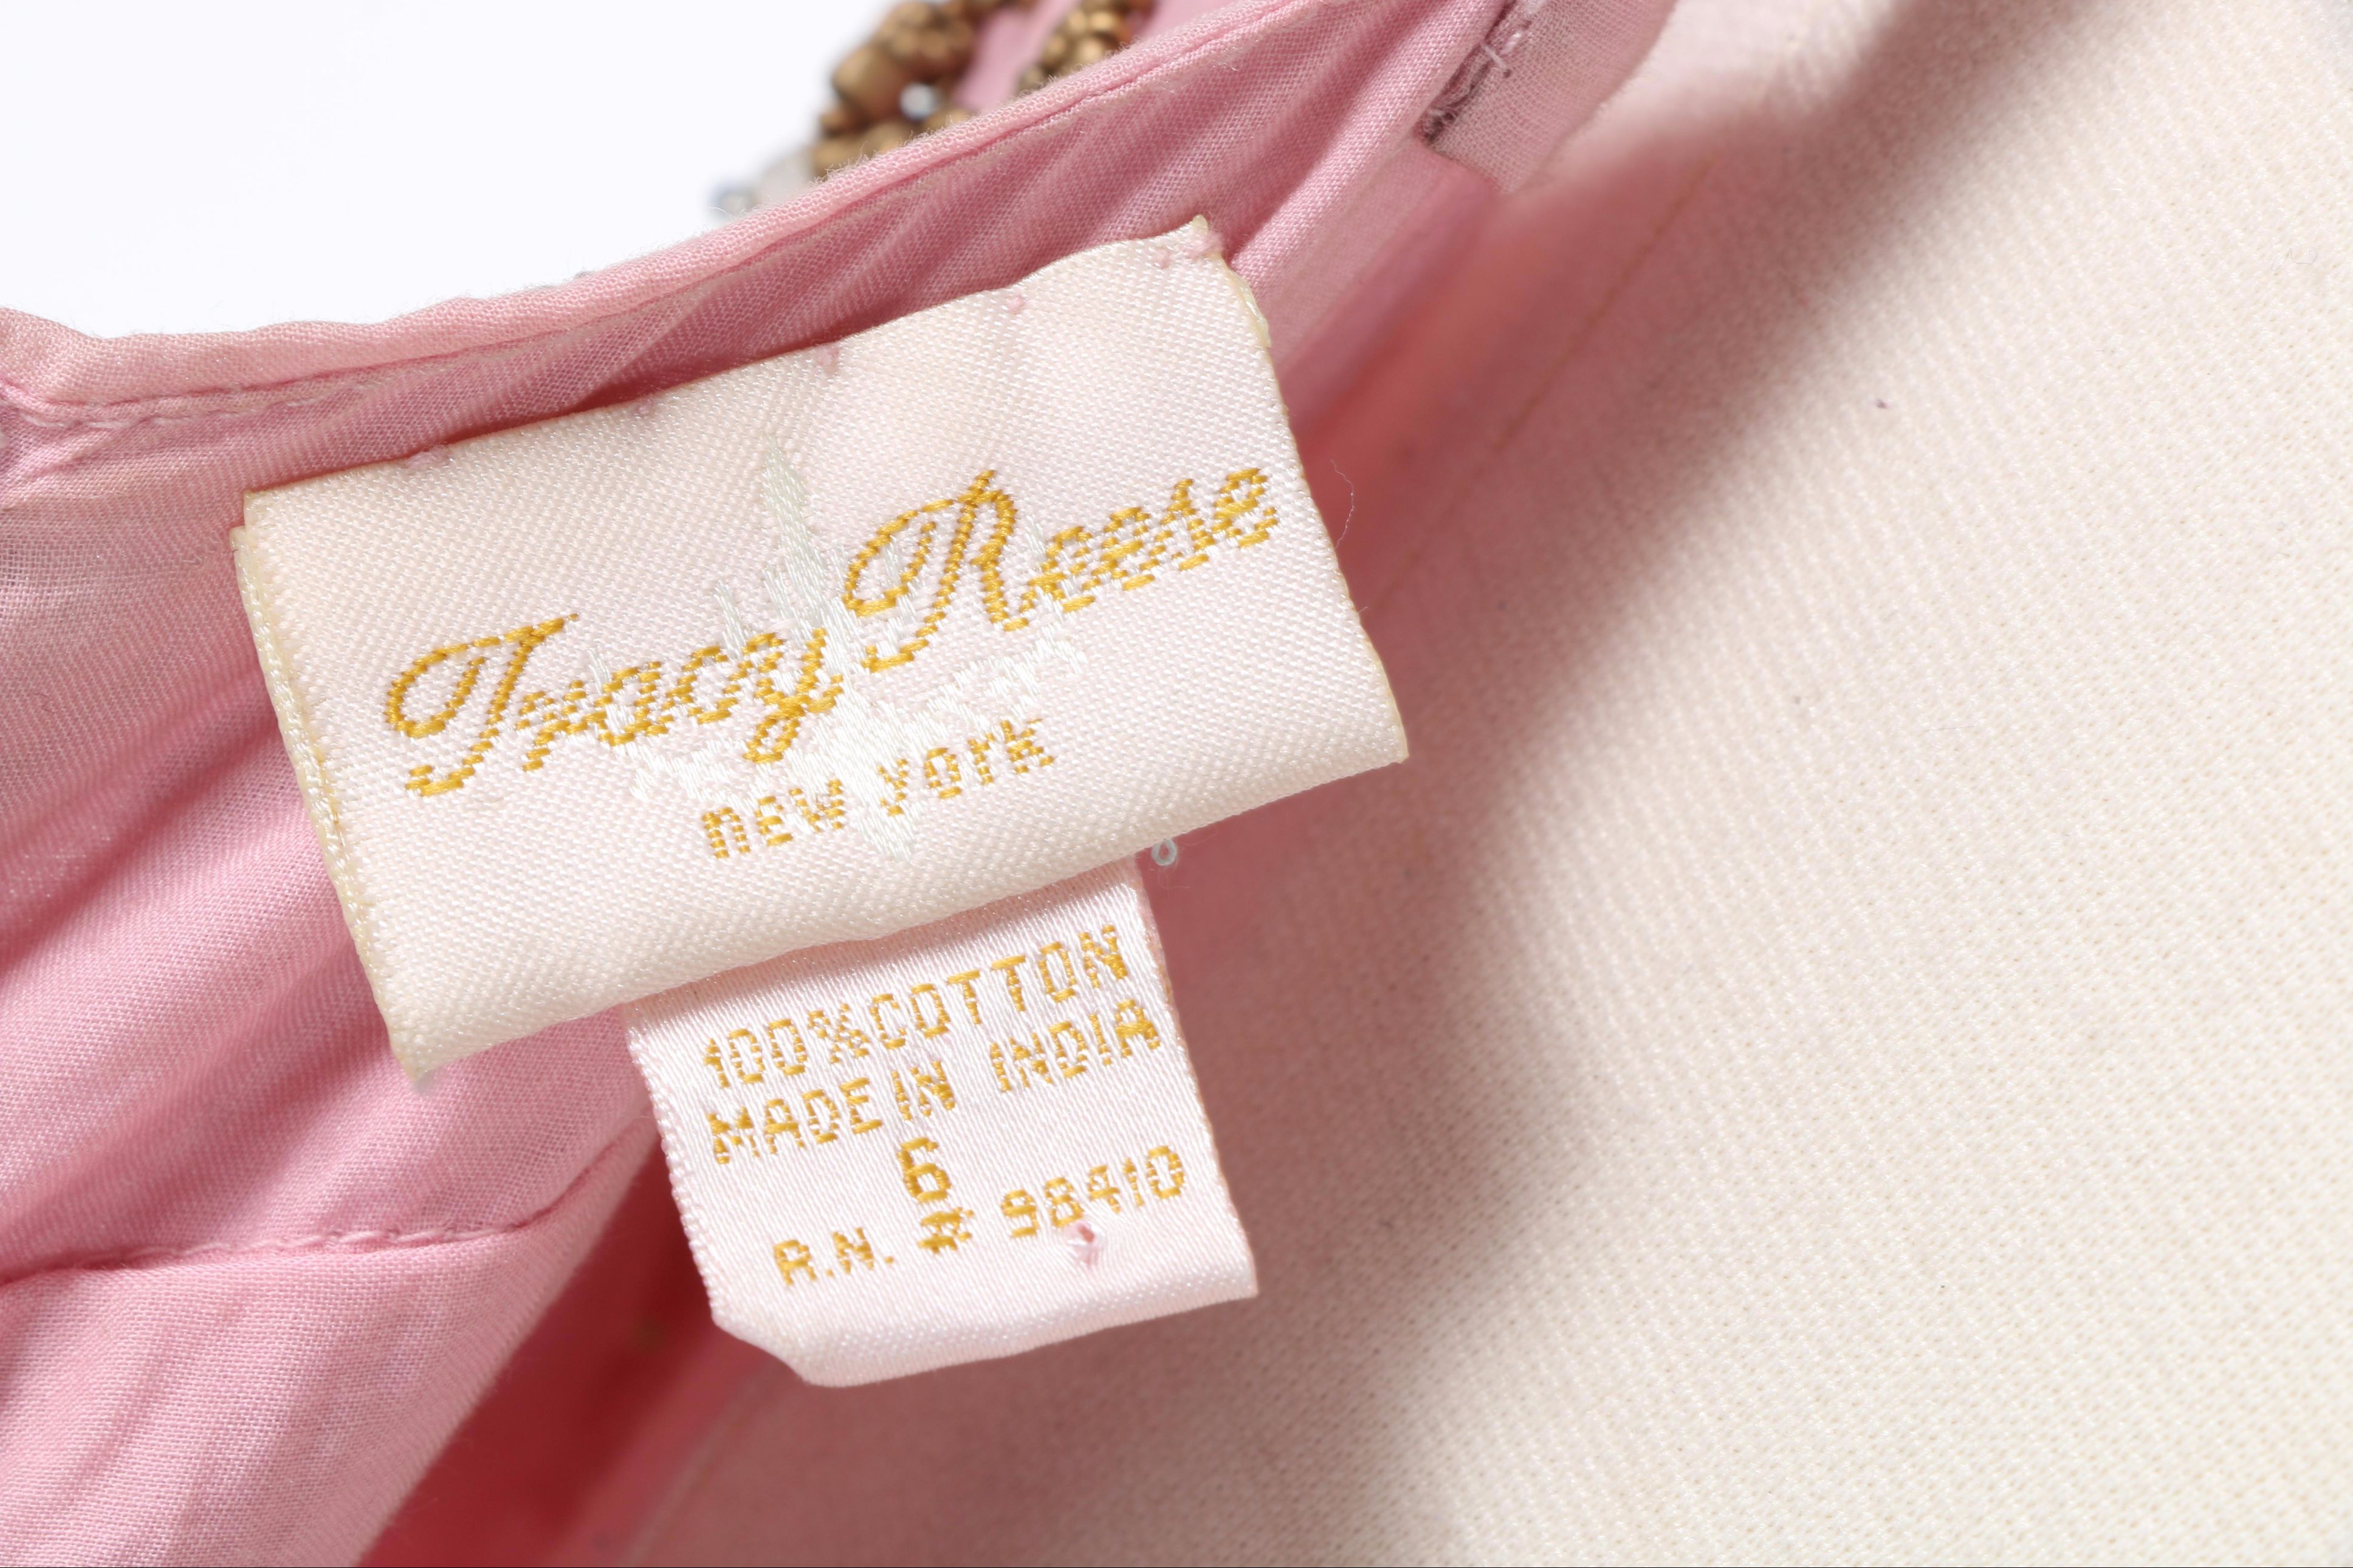 Tracy Reese
new york
100% COTTON
MADE IN INDIA
6
R.N. # 98410